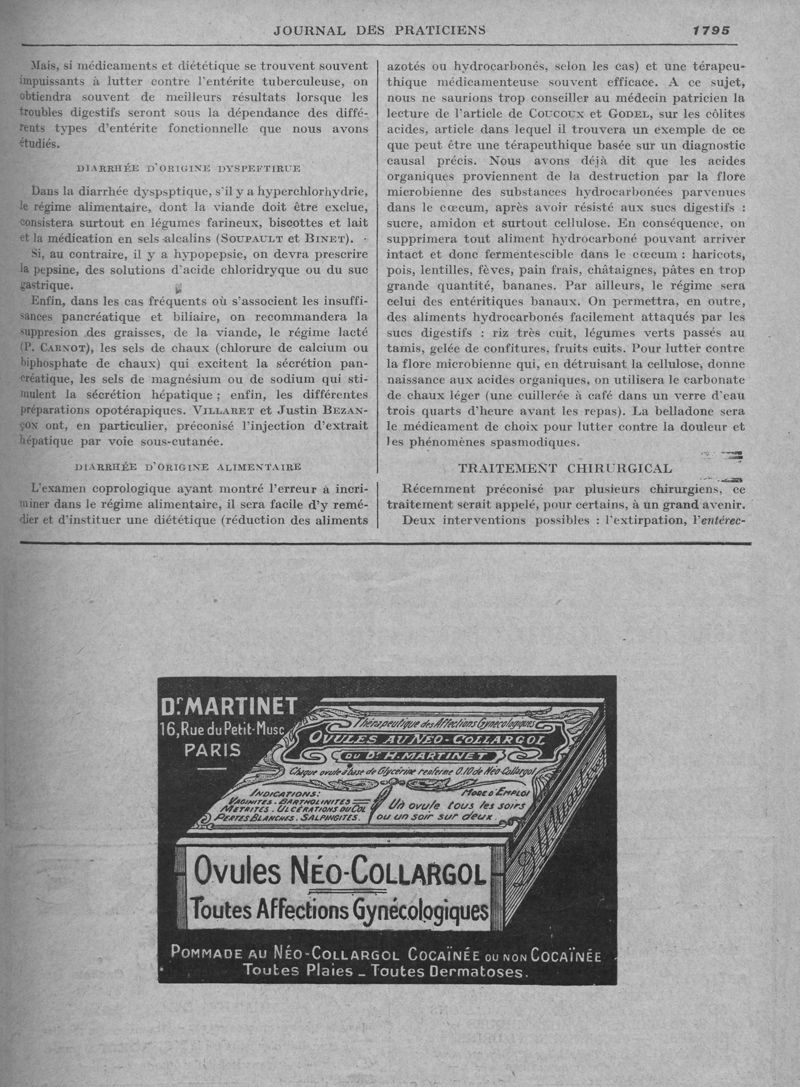 JOURNAL DES PRATICIENS 1795
Mais, si médicaments et diététique se trouvent souvent
impuissants à lutter contre l'entérite tuberculeuse, on
obtiendra souvent de meilleurs résultats lorsque les
troubles digestifs seront sous la dépendance des diffé-
rents types d'entérite fonctionnelle que nous avons
étudiés.
DIARRHÉE D'ORIGINE DYSPEPTIRUE
Dans la diarrhée dyspsptique, s'il y a hyperchlorhydrie,
le régime alimentaire, dont la viande doit être exclue,
consistera surtout en légumes farineux, biscottes et lait
et la médication en sels alcalins (SOUPAULT et BINET).
Si, au contraire, il y a hypopepsie, on devra prescrire
la pepsine, des solutions d'acide chloridryque ou du suc
gastrique.
Enfin, dans les cas fréquents où s'associent les insuffi-
sances pancréatique et biliaire, on recommandera la
suppresion des graisses, de la viande, le régime lacté
(P. CARNOT), les sels de chaux (chlorure de calcium ou
biphosphate de chaux) qui excitent la sécrétion pan-
créatique, les sels de magnésium ou de sodium qui sti-
mulent la sécrétion hépatique ; enfin, les différentes
préparations opotérapiques. VILLARET et Justin BEZAN-
ÇON ont, en particulier, préconisé l'injection d'extrait
hépatique par voie sous-cutanée.
DIARRHÉE D'ORIGINE ALIMENTAIRE
L'examen coprologique ayant montré l'erreur à incri-
miner dans le régime alimentaire, il sera facile d'y remé-
dier et d'instituer une diététique (réduction des aliments
azotés ou hydrocarbonés, selon les cas) et une térapeu-
thique médicamenteuse souvent efficace. A ce sujet,
nous ne saurions trop conseiller au médecin patricien la
lecture de l'article de COUCOUX et GODEL, sur les côlites
acides, article dans lequel il trouvera un exemple de ce
que peut être une térapeuthique basée sur un diagnostic
causal précis. Nous avons déjà dit que les acides
organiques proviennent de la destruction par la flore
microbienne des substances hydrocarbonées parvenues
dans le cœcum, après avoir résisté aux sucs digestifs :
sucre, amidon et surtout cellulose. En conséquence, on
supprimera tout aliment hydrocarboné pouvant arriver
intact et donc fermentescible dans le cœcum : haricots,
pois, lentilles, fèves, pain frais, châtaignes, pâtes en trop
grande quantité, bananes. Par ailleurs, le régime sera
celui des entéritiques banaux. On permettra, en outre,
des aliments hydrocarbonés facilement attaqués par les
sucs digestifs : riz très cuit, légumes verts passés au
tamis, gelée de confitures, fruits cuits. Pour lutter contre
la flore microbienne qui, en détruisant la cellulose, donne
naissance aux acides organiques, on utilisera le carbonate
de chaux léger (une cuillerée à café dans un verre d'eau
trois quarts d'heure avant les repas). La belladone sera
le médicament de choix pour lutter contre la douleur et
les phénomènes spasmodiques.
TRAITEMENT CHIRURGICAL
Récemment préconisé par plusieurs chirurgiens, ce
traitement serait appelé, pour certains, à un grand avenir.
Deux interventions possibles : l'extirpation, l'entérec-
Dr. MARTINET
16, Rue du Petit-Musc
PARIS
Thérapeutique des Affections Gynécologiques
OVULES AU NÉO-COLLARGOL
DU Dr H. MARTINET
Chaque ovule à base de Glycérine renferme 0.10 de Néo-Collargol
INDICATIONS:
VAGINITES. BARTHOLINITES
METRITES. ULCÉRATIONS DU COL
PERTES BLANCHES. SALPINGITES.
MODE D'EMPLOI
Un ovule tous les soirs
ou un soir sur deux
OVULES NÉO-COLLARGOL
Toutes Affections Gynécologiques
POMMADE AU NÉO-COLLARGOL COCAÏNÉE OU NON COCAÏNÉE
Toutes Plaies _ Toutes Dermatoses.